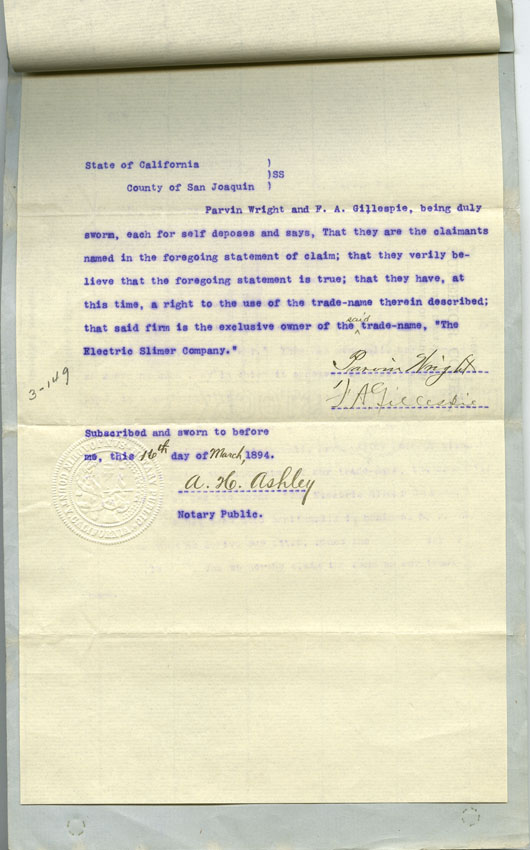 State of California )
)SS
County of San Joaquin )
Parvin Wright and F. A. Gillespie, being duly
sworn, each for self deposes and says, That they are the claimants
named in the foregoing statement of claim; that they verily be-
lieve that the foregoing statement is true; that they have, at
this time, a right to the use of the trade-name therein described;
that said firm is the exclusive owner of the said trade-name, "The
Electric Slimer Company."
Parvin Wright
F A Gillespie
3-149
Subscribed and sworn to before
me, this 16th day of March, 1894.
A. H. Ashley
Notary Public.